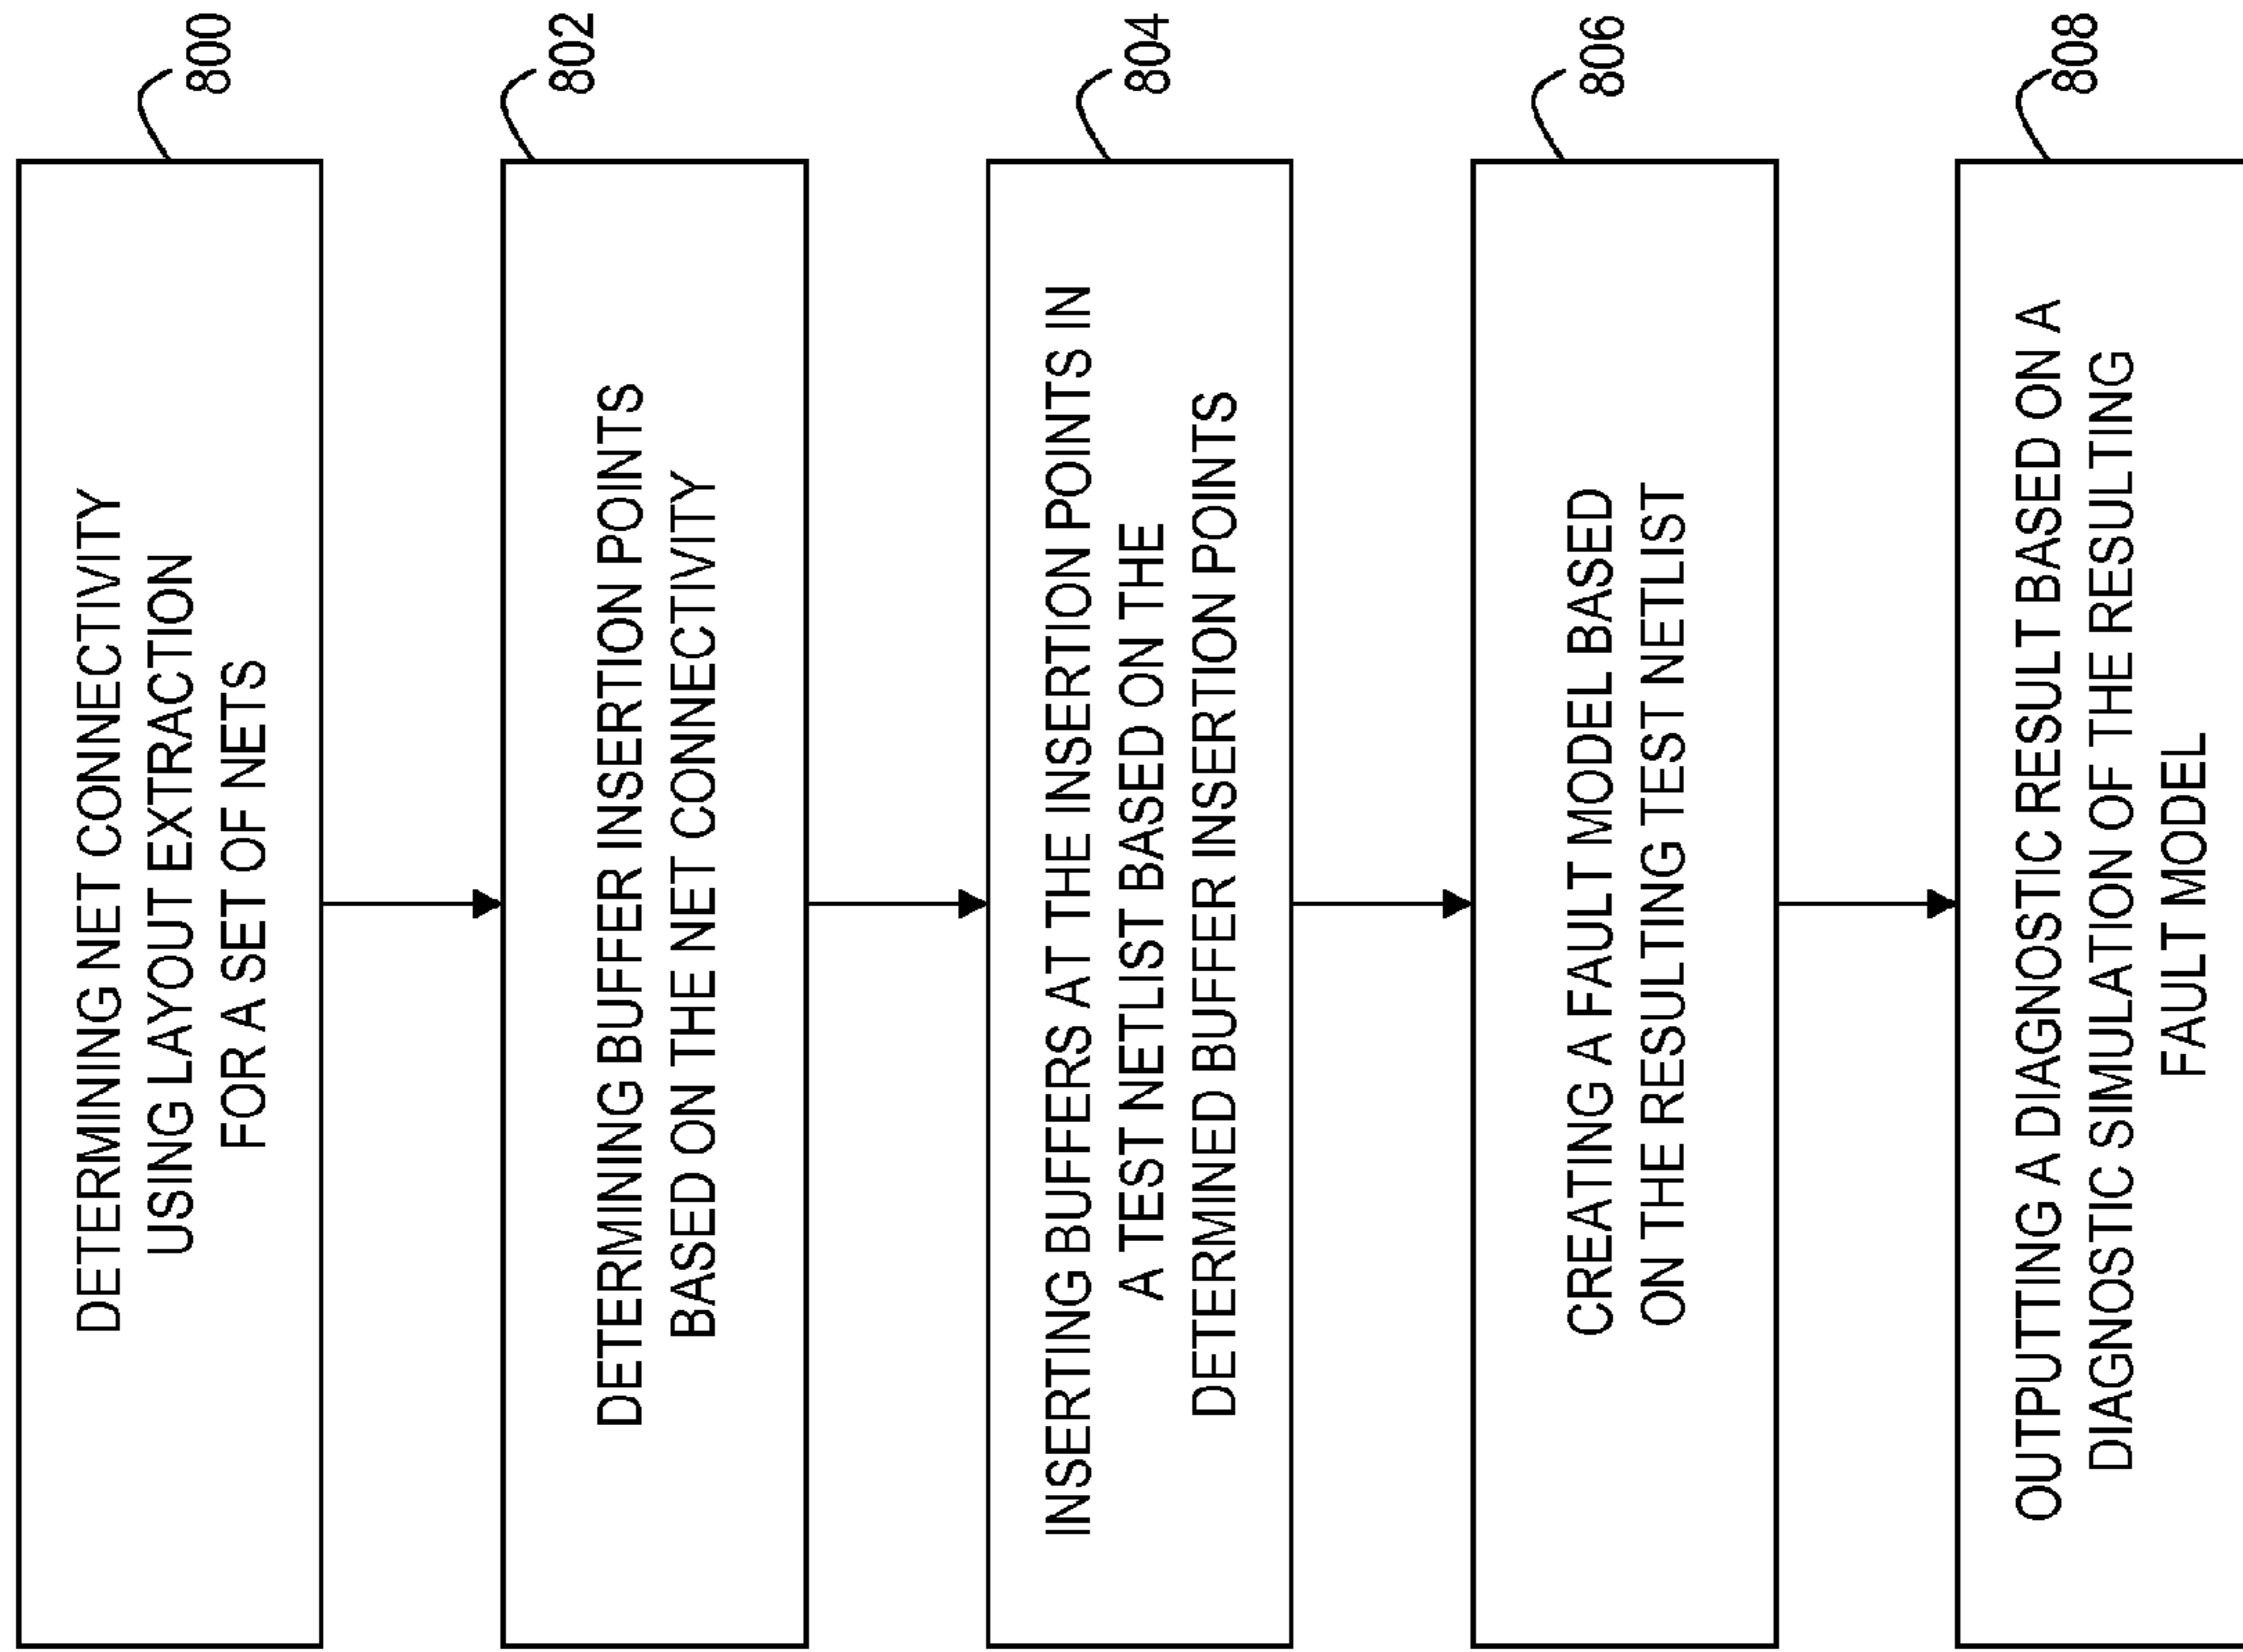 DETERMINING NET CONNECTIVITY
USING LAYOUT EXTRACTION
FOR A SET OF NETS
800
DETERMINING BUFFER INSERTION POINTS
BASED ON THE NET CONNECTIVITY
802
INSERTING BUFFERS AT THE INSERTION POINTS IN
A TEST NETLIST BASED ON THE
DETERMINED BUFFER INSERTION POINTS
804
CREATING A FAULT MODEL BASED
ON THE RESULTING TEST NETLIST
806
OUTPUTTING A DIAGNOSTIC RESULT BASED ON A
DIAGNOSTIC SIMULATION OF THE RESULTING
FAULT MODEL
808